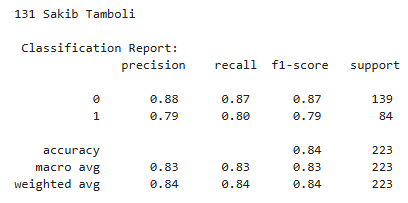 131 Sakib Tamboli
Classification Report:
precision recall f1-score support
0 0.88 0.87 0.87 139
1 0.79 0.80 0.79 84
accuracy 0.84 223
macro avg 0.83 0.83 0.83 223
weighted avg 0.84 0.84 0.84 223